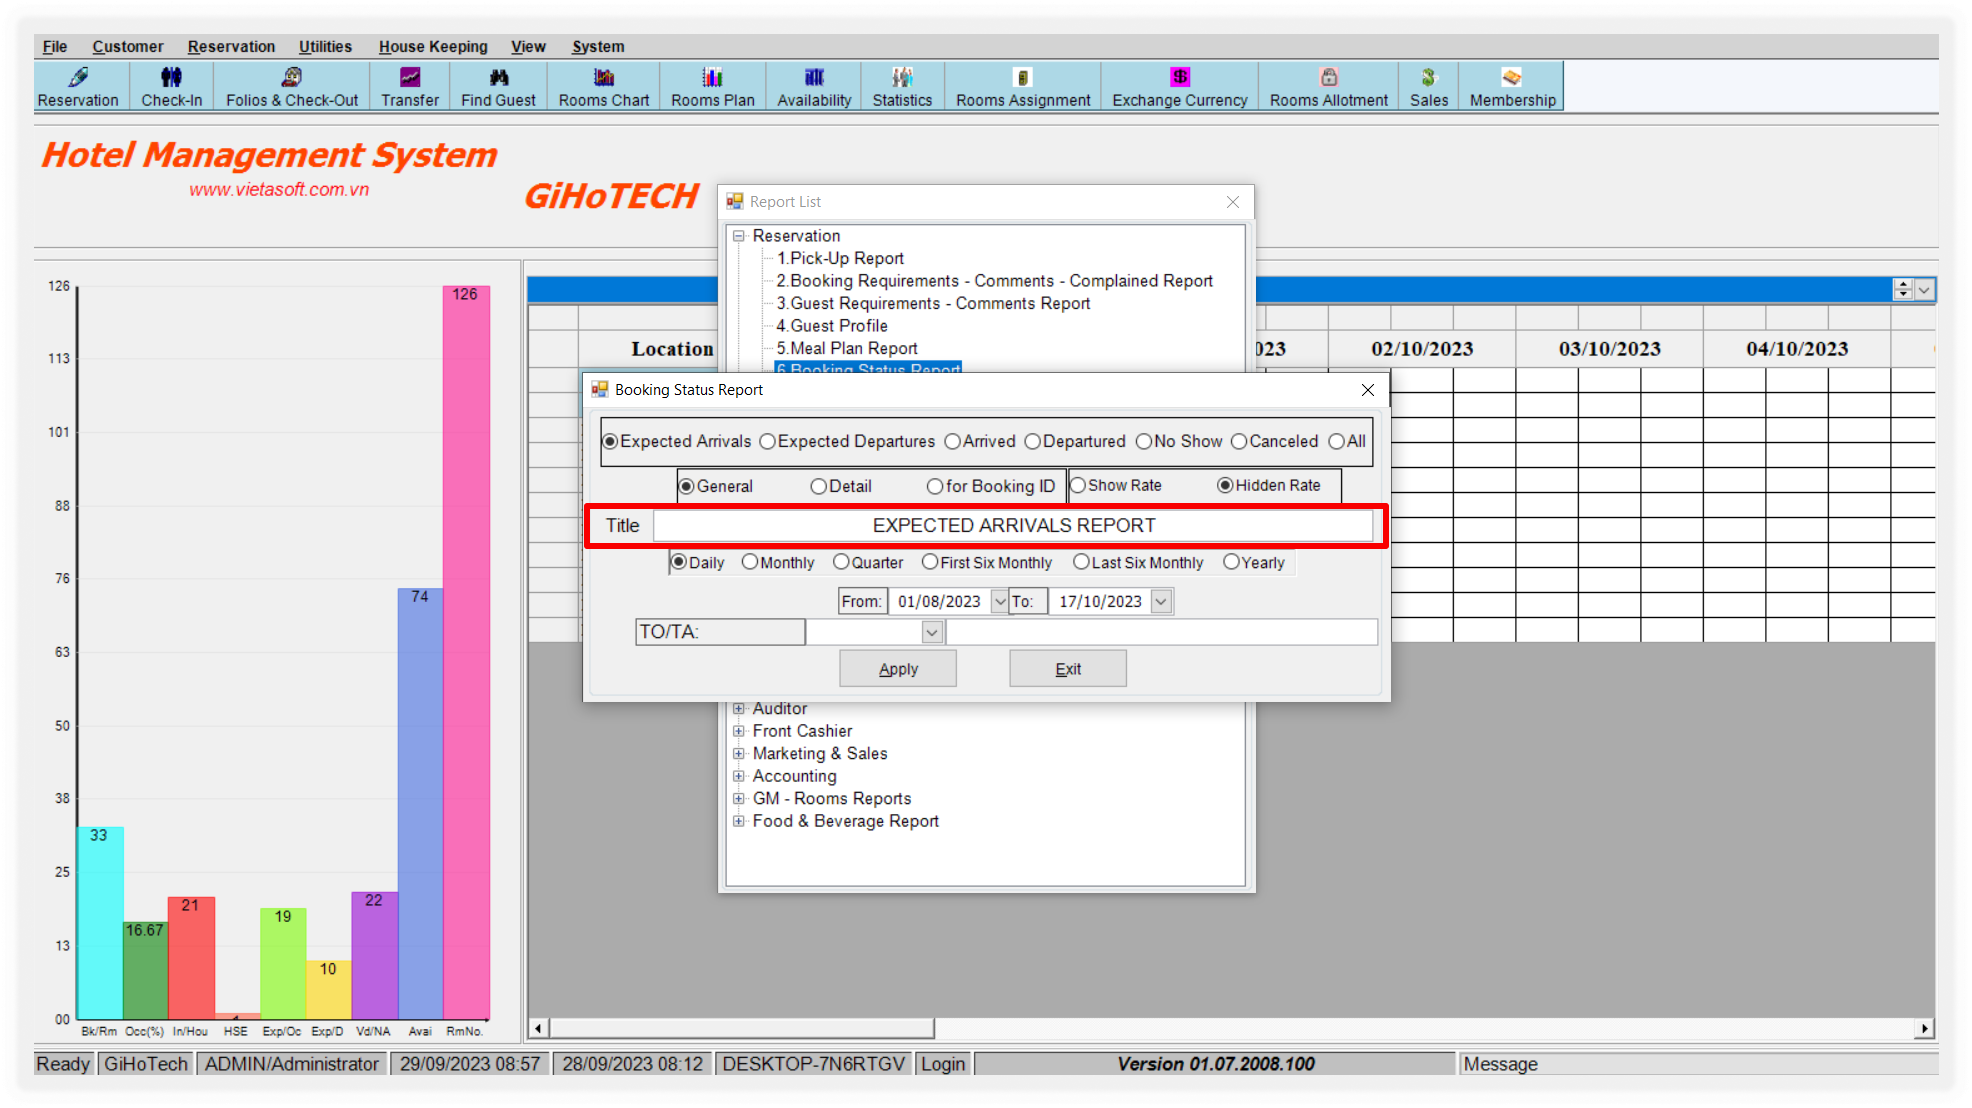 File Customer Reservation Utilities House Keeping View System
Reservation Check-In Folios & Check-Out Transfer Find Guest Rooms Chart Rooms Plan Availability Statistics Rooms Assignment Exchange Currency Rooms Allotment Sales Membership
Hotel Management System
www.vietasoft.com.vn
GiHoTECH
Report List
Reservation
1.Pick-Up Report
2.Booking Requirements - Comments - Complained Report
3.Guest Requirements - Comments Report
4.Guest Profile
5.Meal Plan Report
6.Booking Status Report
Location 023 02/10/2023 03/10/2023 04/10/2023
Booking Status Report
Expected Arrivals Expected Departures Arrived Departured No Show Canceled All
General Detail for Booking ID Show Rate Hidden Rate
Title EXPECTED ARRIVALS REPORT
Daily Monthly Quarter First Six Monthly Last Six Monthly Yearly
From: 01/08/2023 To: 17/10/2023
TO/TA:
Apply Exit
Auditor
Front Cashier
Marketing & Sales
Accounting
GM - Rooms Reports
Food & Beverage Report
126
113
101
88
76
63
50
38
25
13
00
33 16.67 21 19 10 22 74 126
Bk/Rm Occ(%) In/Hou HSE Exp/Oc Exp/D Vd/NA Avai RmNo.
Ready GiHoTech ADMIN/Administrator 29/09/2023 08:57 28/09/2023 08:12 DESKTOP-7N6RTGV Login Version 01.07.2008.100 Message